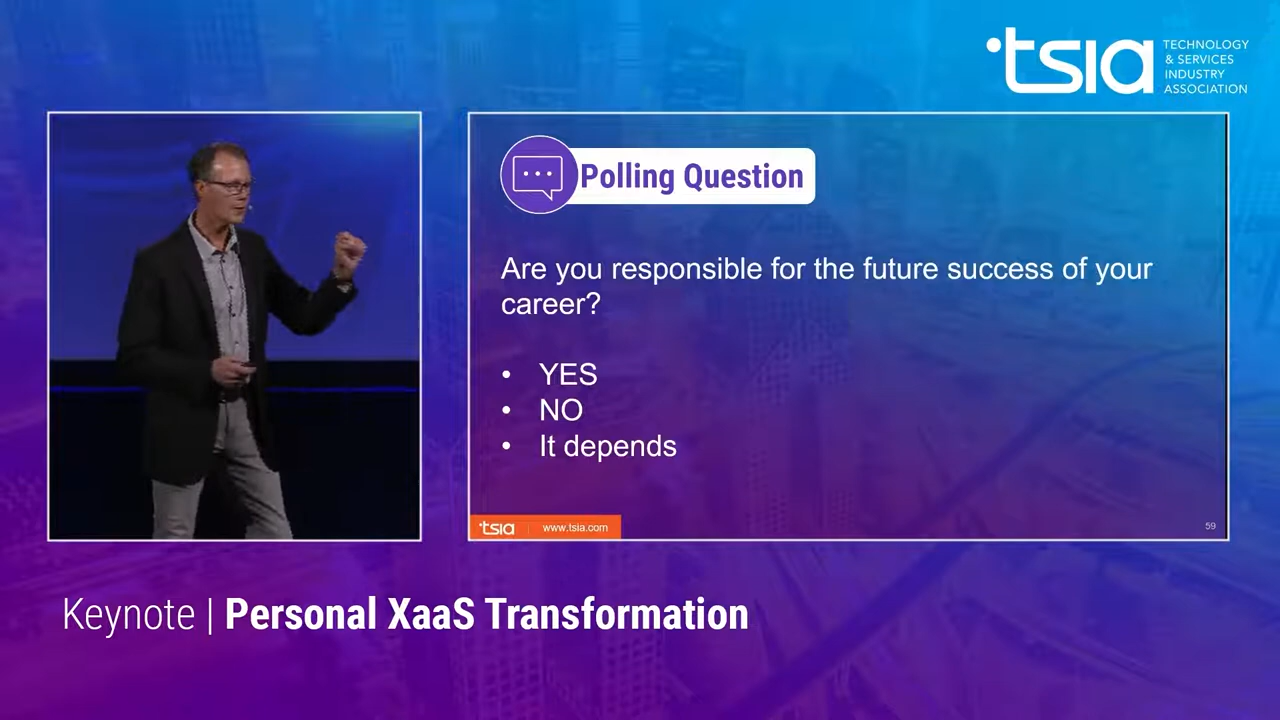 tsia
TECHNOLOGY
& SERVICES
INDUSTRY
ASSOCIATION
Polling Question
Are you responsible for the future success of your
career?
• YES
• NO
• It depends
tsia | www.tsia.com
59
Keynote | Personal XaaS Transformation